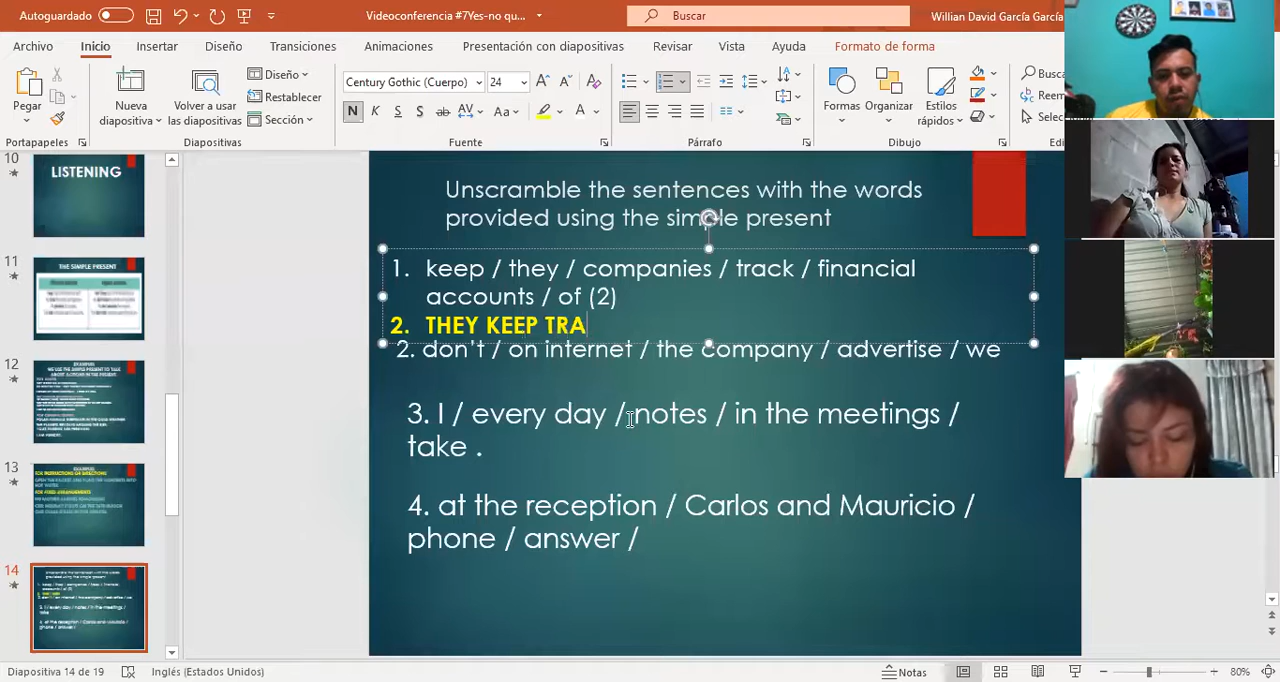 Autoguardado
Videoconferencia #7Yes-no qu...
Buscar
Willian David García García
Archivo Inicio Insertar Diseño Transiciones Animaciones Presentación con diapositivas Revisar Vista Ayuda Formato de forma
Pegar
Nueva diapositiva
Volver a usar las diapositivas
Diseño
Restablecer
Sección
Century Gothic (Cuerpo) 24
N K S S ab AV Aa A
Formas Organizar Estilos rápidos
Portapapeles Diapositivas Fuente Párrafo Dibujo
10
LISTENING
11
THE SIMPLE PRESENT
12
13
14
Unscramble the sentences with the words
provided using the simple present
1. keep / they / companies / track / financial
accounts / of (2)
2. THEY KEEP TRA
2. don't / on internet / the company / advertise / we
3. I / every day / notes / in the meetings /
take .
4. at the reception / Carlos and Mauricio /
phone / answer /
Diapositiva 14 de 19 Inglés (Estados Unidos) Notas 80%